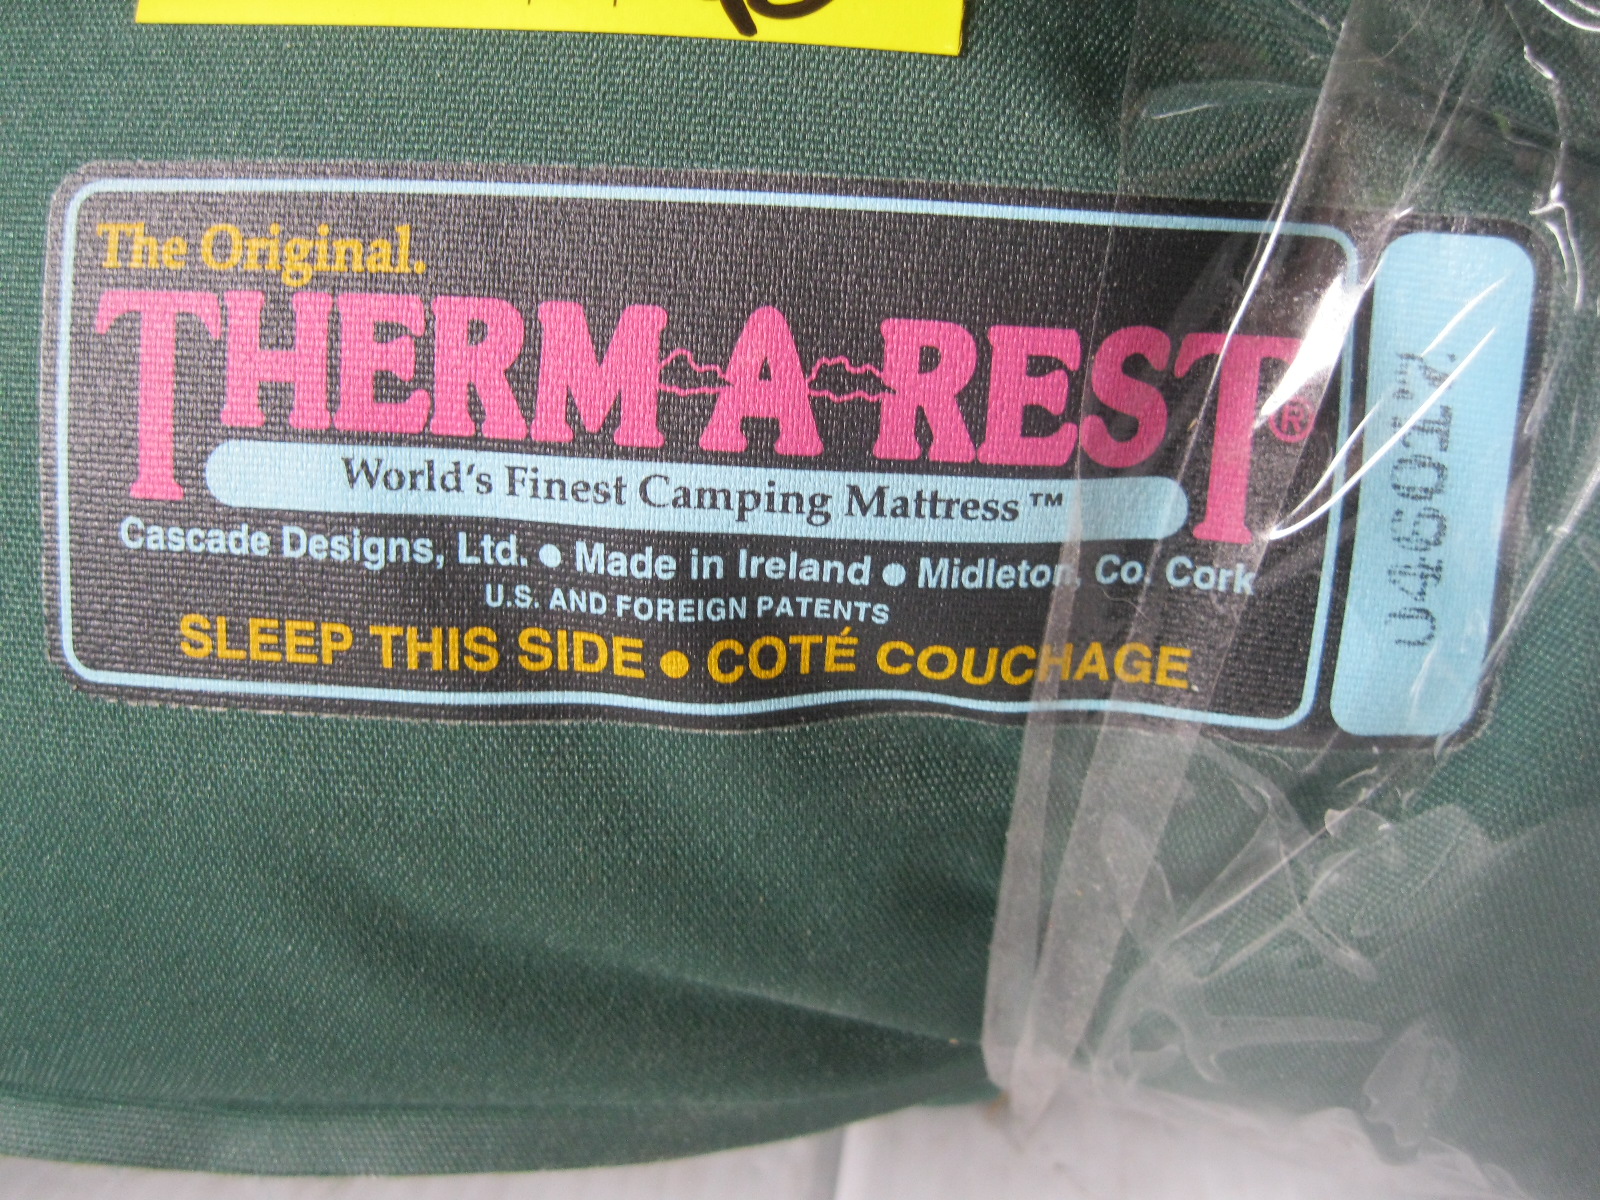 The Original.
THERM-A-REST®
World's Finest Camping Mattress™
Cascade Designs, Ltd. ● Made in Ireland ● Midleton, Co. Cork
U.S. AND FOREIGN PATENTS
SLEEP THIS SIDE ● COTÉ COUCHAGE